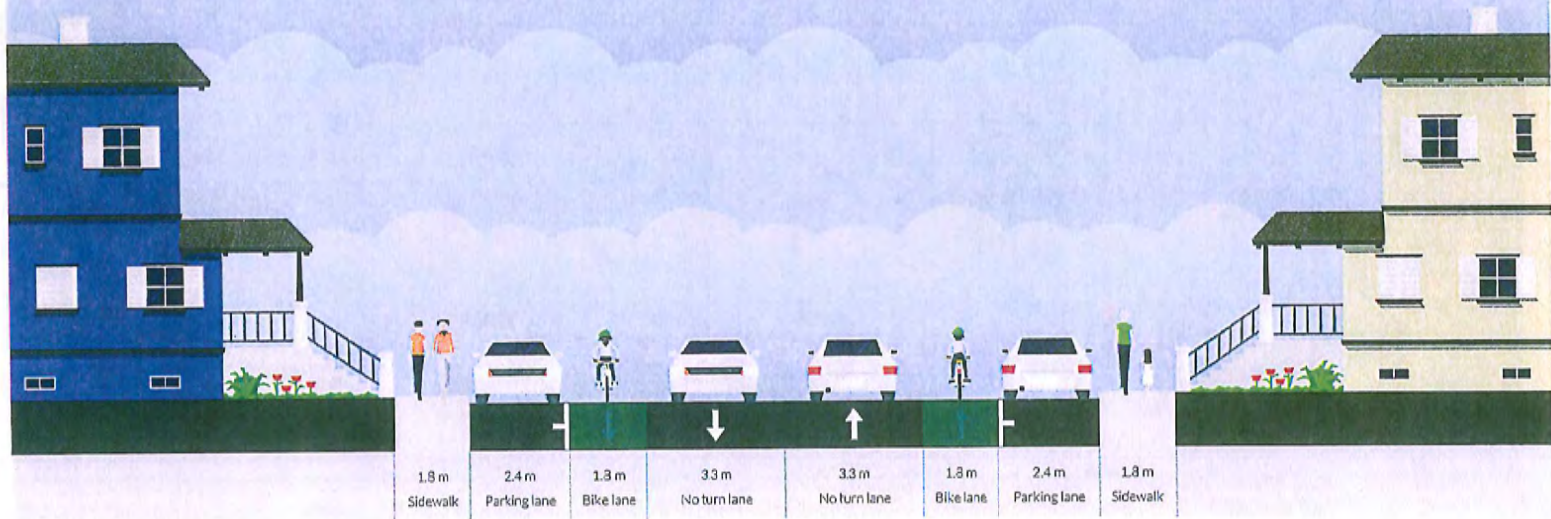 1.8 m
Sidewalk
2.4 m
Parking lane
1.8 m
Bike lane
3.3 m
No turn lane
3.3 m
No turn lane
1.8 m
Bike lane
2.4 m
Parking lane
1.8 m
Sidewalk